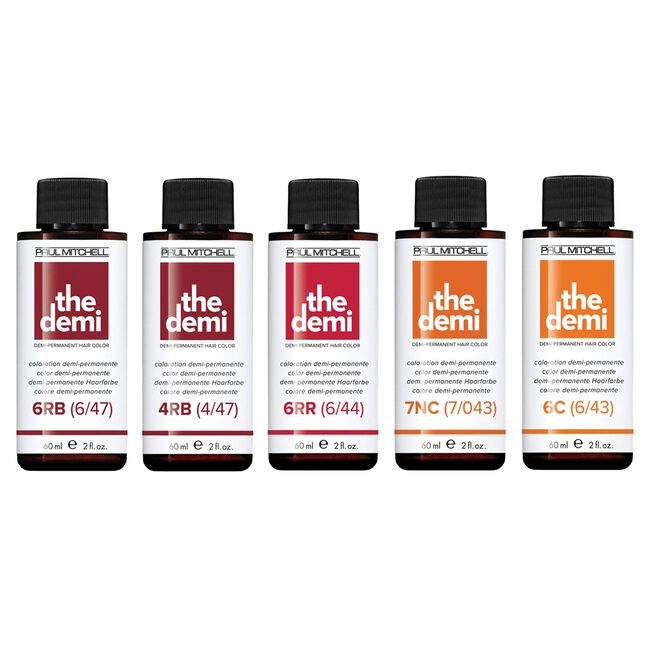 PAUL MITCHELL
the
demi
DEMI-PERMANENT HAIR COLOR
coloration demi-permanente
color demi-permanente
demi-permanente Haarfarbe
colore demi-permanente
6RB (6/47)
60 ml e 2 fl. oz.
PAUL MITCHELL
the
demi
DEMI-PERMANENT HAIR COLOR
coloration demi-permanente
color demi-permanente
demi-permanente Haarfarbe
colore demi-permanente
4RB (4/47)
60 ml e 2 fl. oz.
PAUL MITCHELL
the
demi
DEMI-PERMANENT HAIR COLOR
coloration demi-permanente
color demi-permanente
demi-permanente Haarfarbe
colore demi-permanente
6RR (6/44)
60 ml e 2 fl. oz.
PAUL MITCHELL
the
demi
DEMI-PERMANENT HAIR COLOR
coloration demi-permanente
color demi-permanente
demi-permanente Haarfarbe
colore demi-permanente
7NC (7/043)
60 ml e 2 fl. oz.
PAUL MITCHELL
the
demi
DEMI-PERMANENT HAIR COLOR
coloration demi-permanente
color demi-permanente
demi-permanente Haarfarbe
colore demi-permanente
6C (6/43)
60 ml e 2 fl. oz.